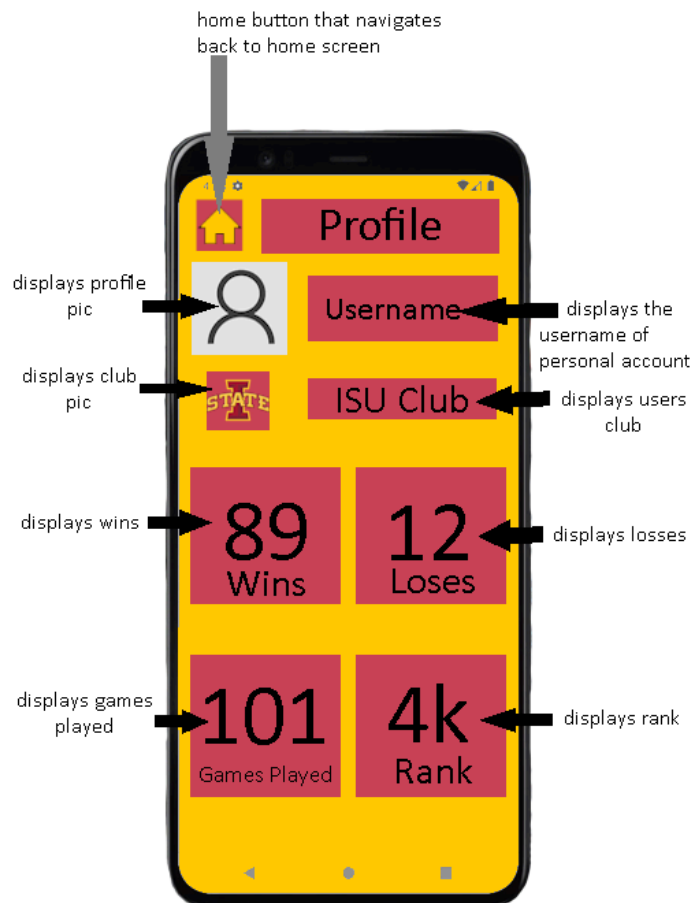 home button that navigates
back to home screen
Profile
displays profile
pic
Username
displays the
username of
personal account
displays club
pic
STATE
ISU Club
displays users
club
displays wins
89
Wins
12
Loses
displays losses
displays games
played
101
Games Played
4k
Rank
displays rank